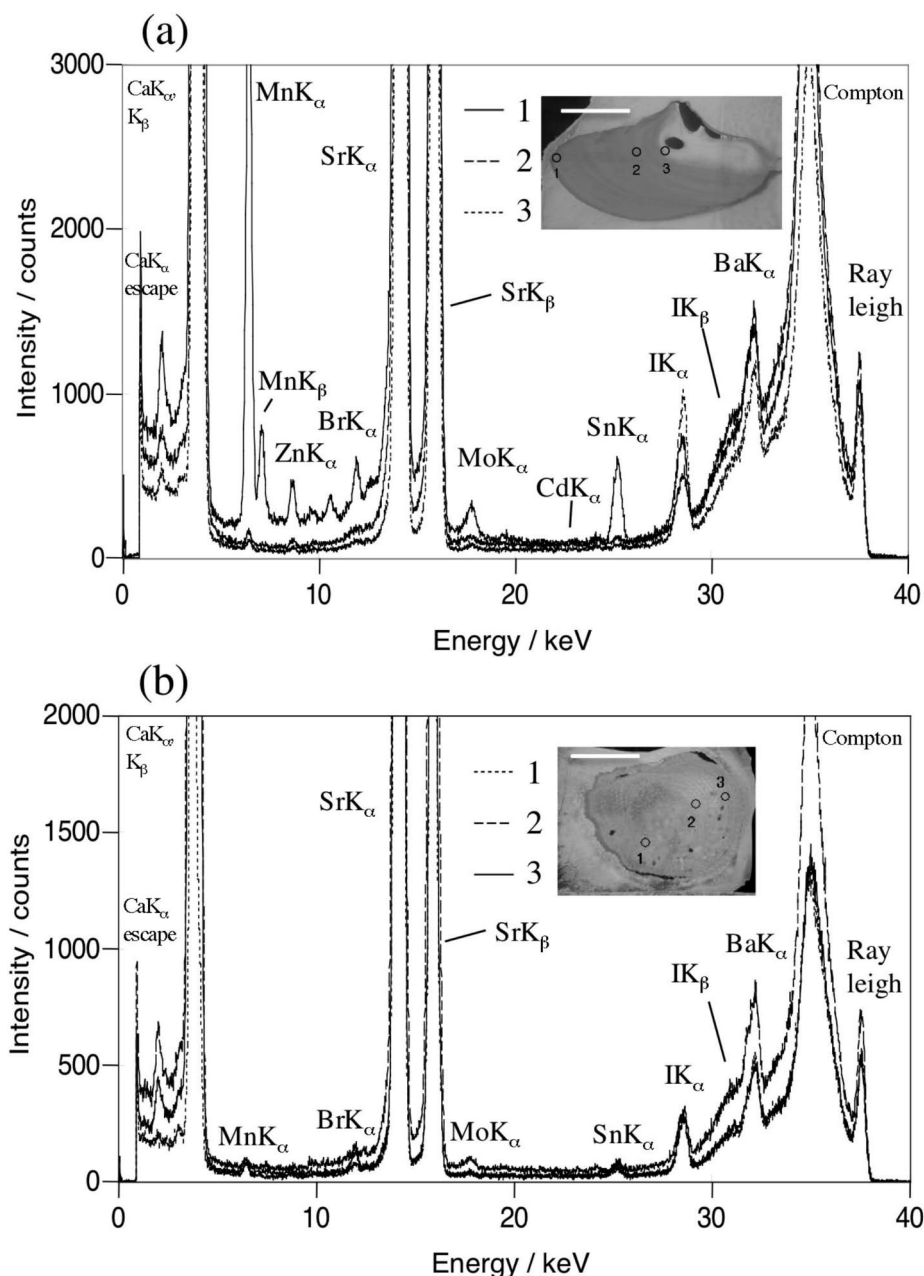 (a)
3000
2000
1000
0
Intensity / counts
CaKα,
Kβ
MnKα
SrKα
1
2
3
1
2
3
Compton
CaKα
escape
SrKβ
BaKα
Ray
leigh
IKβ
IKα
MnKβ
BrKα
ZnKα
MoKα
SnKα
CdKα
0
10
20
30
40
Energy / keV
(b)
2000
1500
1000
500
0
Intensity / counts
CaKα,
Kβ
SrKα
1
2
3
3
2
1
Compton
CaKα
escape
SrKβ
BaKα
Ray
leigh
IKβ
IKα
MnKα
BrKα
MoKα
SnKα
0
10
20
30
40
Energy / keV